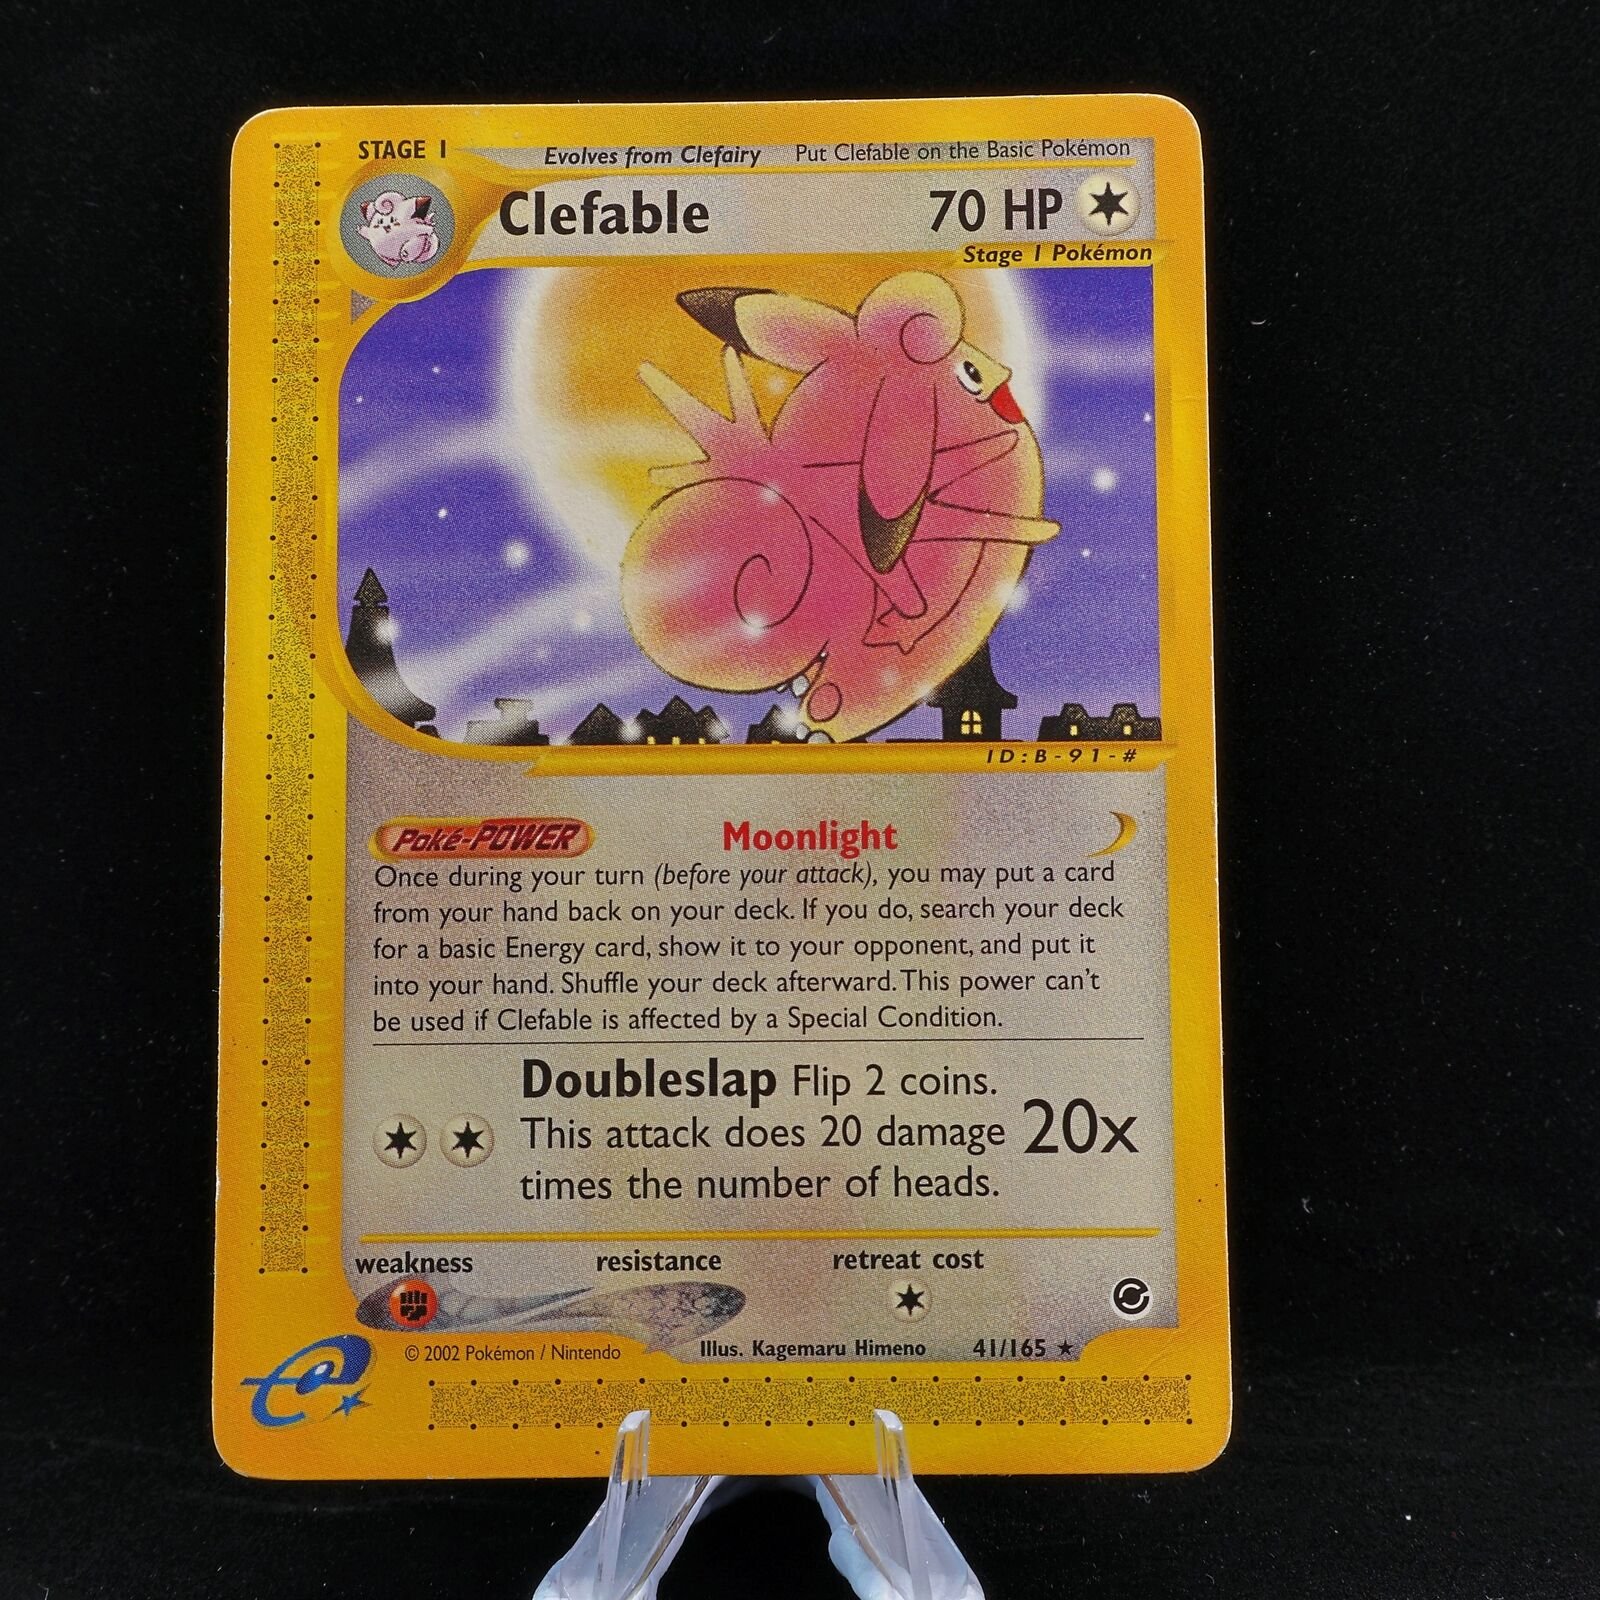 STAGE 1
Evolves from Clefairy Put Clefable on the Basic Pokémon
Clefable 70 HP
Stage 1 Pokémon
ID:B-91-#
Poké-POWER Moonlight
Once during your turn (before your attack), you may put a card
from your hand back on your deck. If you do, search your deck
for a basic Energy card, show it to your opponent, and put it
into your hand. Shuffle your deck afterward. This power can't
be used if Clefable is affected by a Special Condition.
Doubleslap Flip 2 coins.
This attack does 20 damage 20x
times the number of heads.
weakness resistance retreat cost
© 2002 Pokémon / Nintendo Illus. Kagemaru Himeno 41/165 ★
e